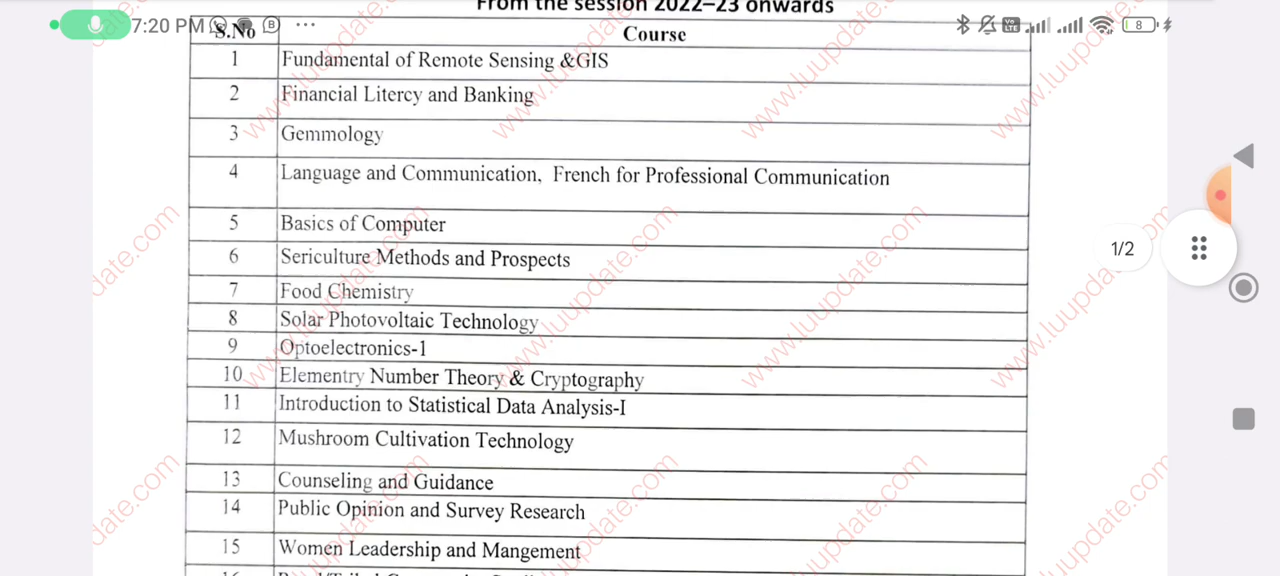 From the session 2022-23 onwards
7:20 PM
8
S.No Course
1 Fundamental of Remote Sensing &GIS
2 Financial Litercy and Banking
3 Gemmology
4 Language and Communication, French for Professional Communication
5 Basics of Computer
6 Sericulture Methods and Prospects
7 Food Chemistry
8 Solar Photovoltaic Technology
9 Optoelectronics-1
10 Elementry Number Theory & Cryptography
11 Introduction to Statistical Data Analysis-I
12 Mushroom Cultivation Technology
13 Counseling and Guidance
14 Public Opinion and Survey Research
15 Women Leadership and Mangement
1/2
www.luupdate.com